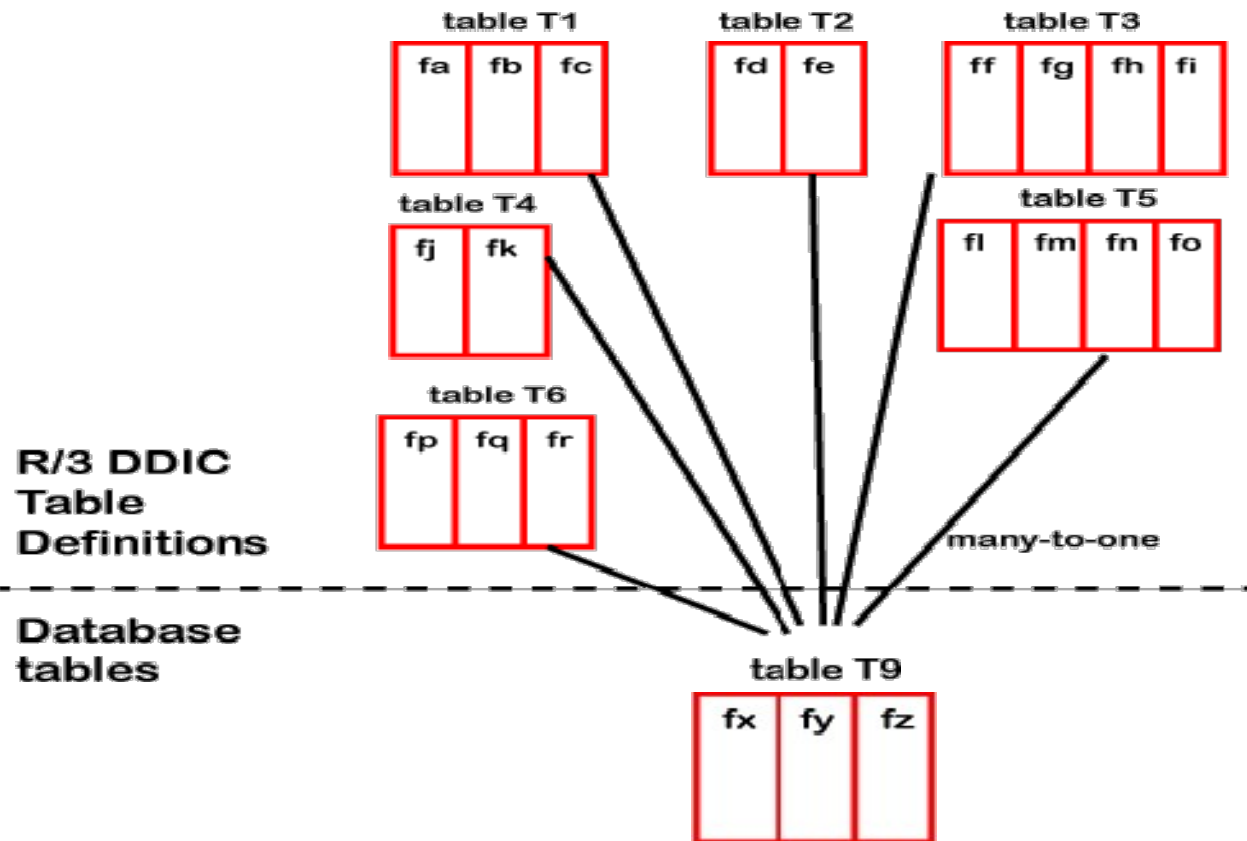 table T1
fa fb fc
table T2
fd fe
table T3
ff fg fh fi
table T4
fj fk
table T5
fl fm fn fo
table T6
fp fq fr
R/3 DDIC
Table
Definitions
many-to-one
Database
tables
table T9
fx fy fz